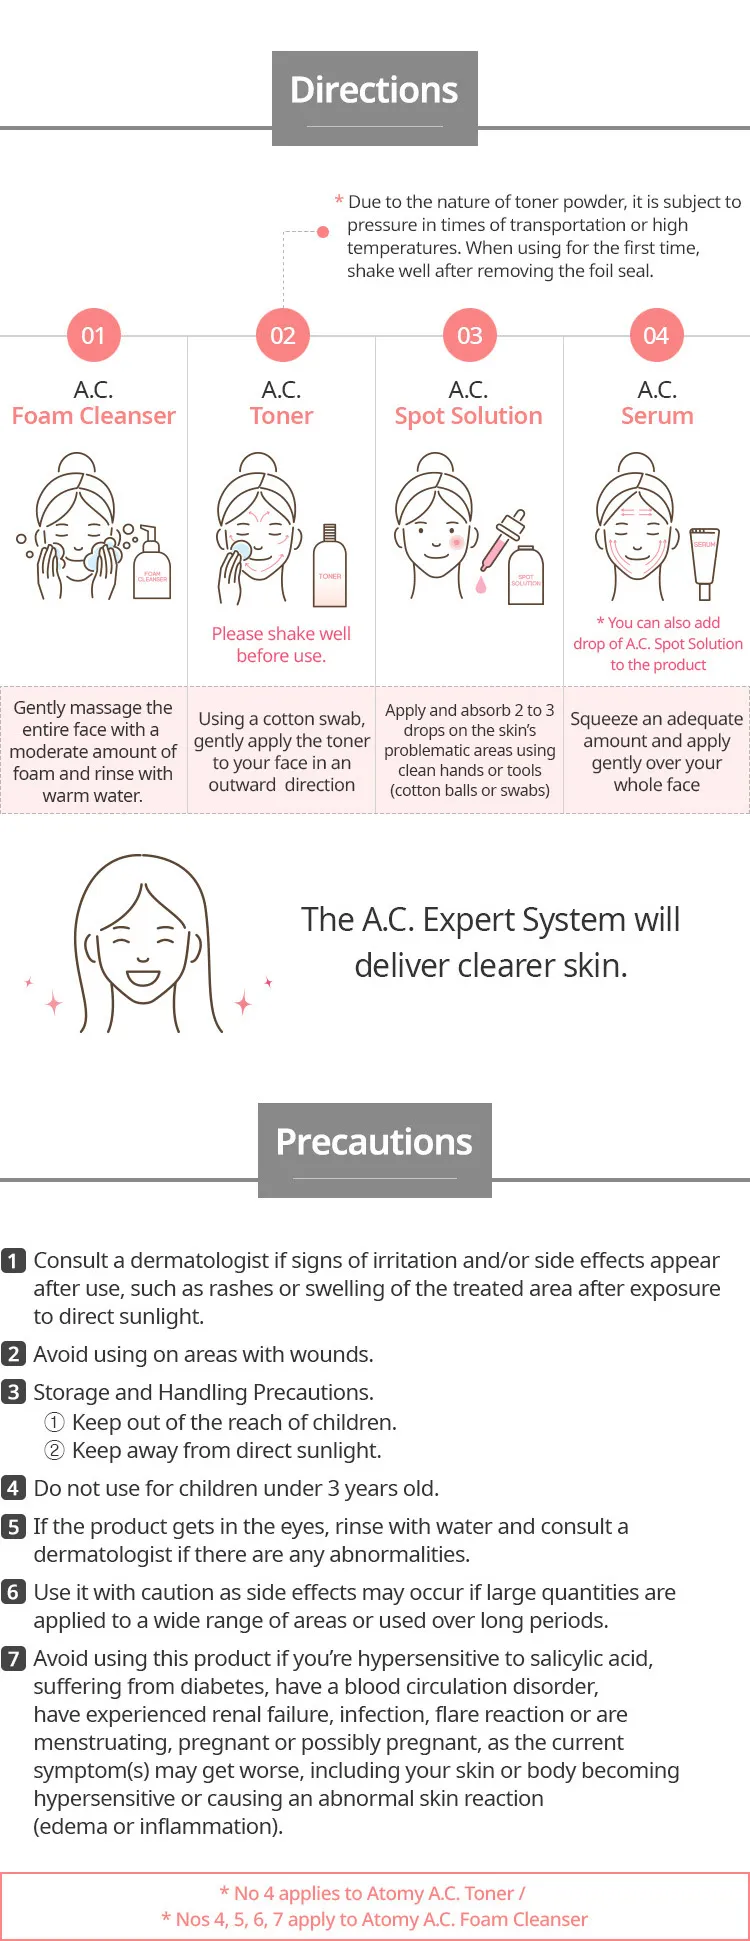 Directions
* Due to the nature of toner powder, it is subject to
pressure in times of transportation or high
temperatures. When using for the first time,
shake well after removing the foil seal.
01
A.C.
Foam Cleanser
FOAM
CLEANSER
Gently massage the
entire face with a
moderate amount of
foam and rinse with
warm water.
02
A.C.
Toner
TONER
Please shake well
before use.
Using a cotton swab,
gently apply the toner
to your face in an
outward direction
03
A.C.
Spot Solution
SPOT
SOLUTION
Apply and absorb 2 to 3
drops on the skin's
problematic areas using
clean hands or tools
(cotton balls or swabs)
04
A.C.
Serum
SERUM
* You can also add
drop of A.C. Spot Solution
to the product
Squeeze an adequate
amount and apply
gently over your
whole face
The A.C. Expert System will
deliver clearer skin.
Precautions
1 Consult a dermatologist if signs of irritation and/or side effects appear
after use, such as rashes or swelling of the treated area after exposure
to direct sunlight.
2 Avoid using on areas with wounds.
3 Storage and Handling Precautions.
① Keep out of the reach of children.
② Keep away from direct sunlight.
4 Do not use for children under 3 years old.
5 If the product gets in the eyes, rinse with water and consult a
dermatologist if there are any abnormalities.
6 Use it with caution as side effects may occur if large quantities are
applied to a wide range of areas or used over long periods.
7 Avoid using this product if you're hypersensitive to salicylic acid,
suffering from diabetes, have a blood circulation disorder,
have experienced renal failure, infection, flare reaction or are
menstruating, pregnant or possibly pregnant, as the current
symptom(s) may get worse, including your skin or body becoming
hypersensitive or causing an abnormal skin reaction
(edema or inflammation).
* No 4 applies to Atomy A.C. Toner /
* Nos 4, 5, 6, 7 apply to Atomy A.C. Foam Cleanser